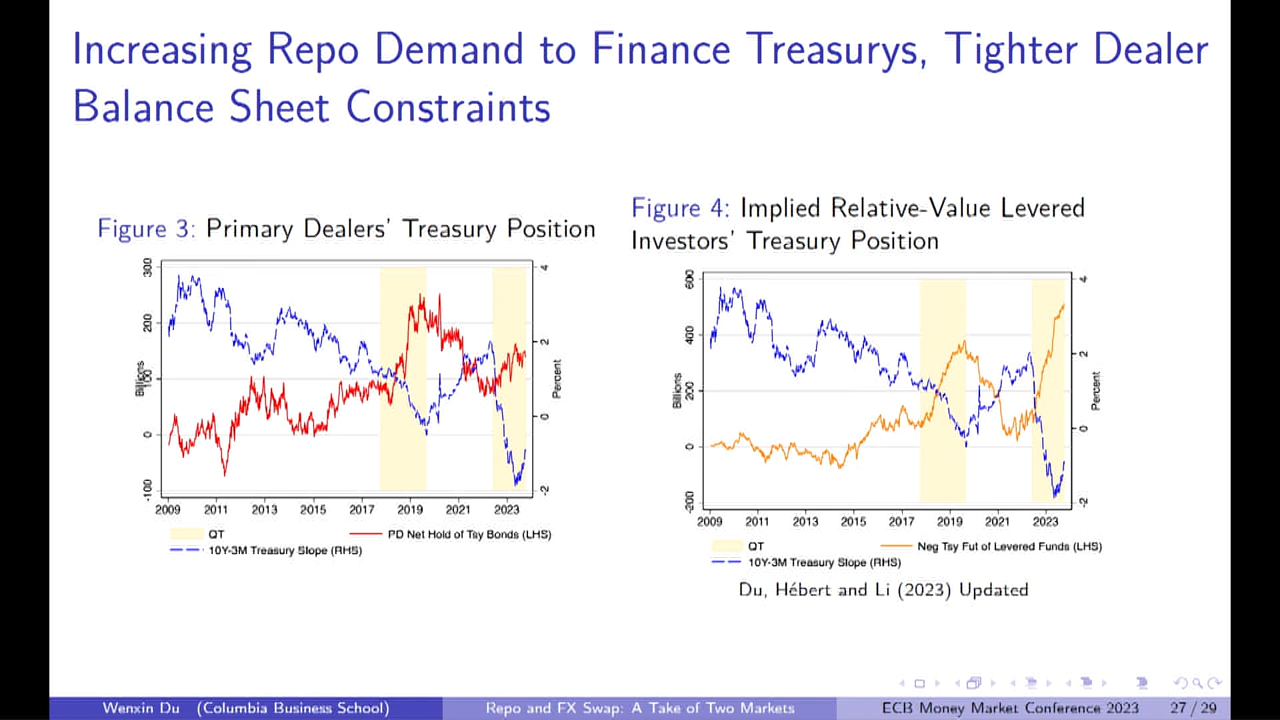 Increasing Repo Demand to Finance Treasurys, Tighter Dealer
Balance Sheet Constraints
Figure 3: Primary Dealers' Treasury Position
300
200
100
0
-100
Billions
4
2
0
-2
Percent
2009 2011 2013 2015 2017 2019 2021 2023
QT
PD Net Hold of Tsy Bonds (LHS)
10Y-3M Treasury Slope (RHS)
Figure 4: Implied Relative-Value Levered
Investors' Treasury Position
600
400
200
0
-200
Billions
4
2
0
-2
Percent
2009 2011 2013 2015 2017 2019 2021 2023
QT
Neg Tsy Fut of Levered Funds (LHS)
10Y-3M Treasury Slope (RHS)
Du, Hébert and Li (2023) Updated
Wenxin Du (Columbia Business School)
Repo and FX Swap: A Take of Two Markets
ECB Money Market Conference 2023
27 / 29